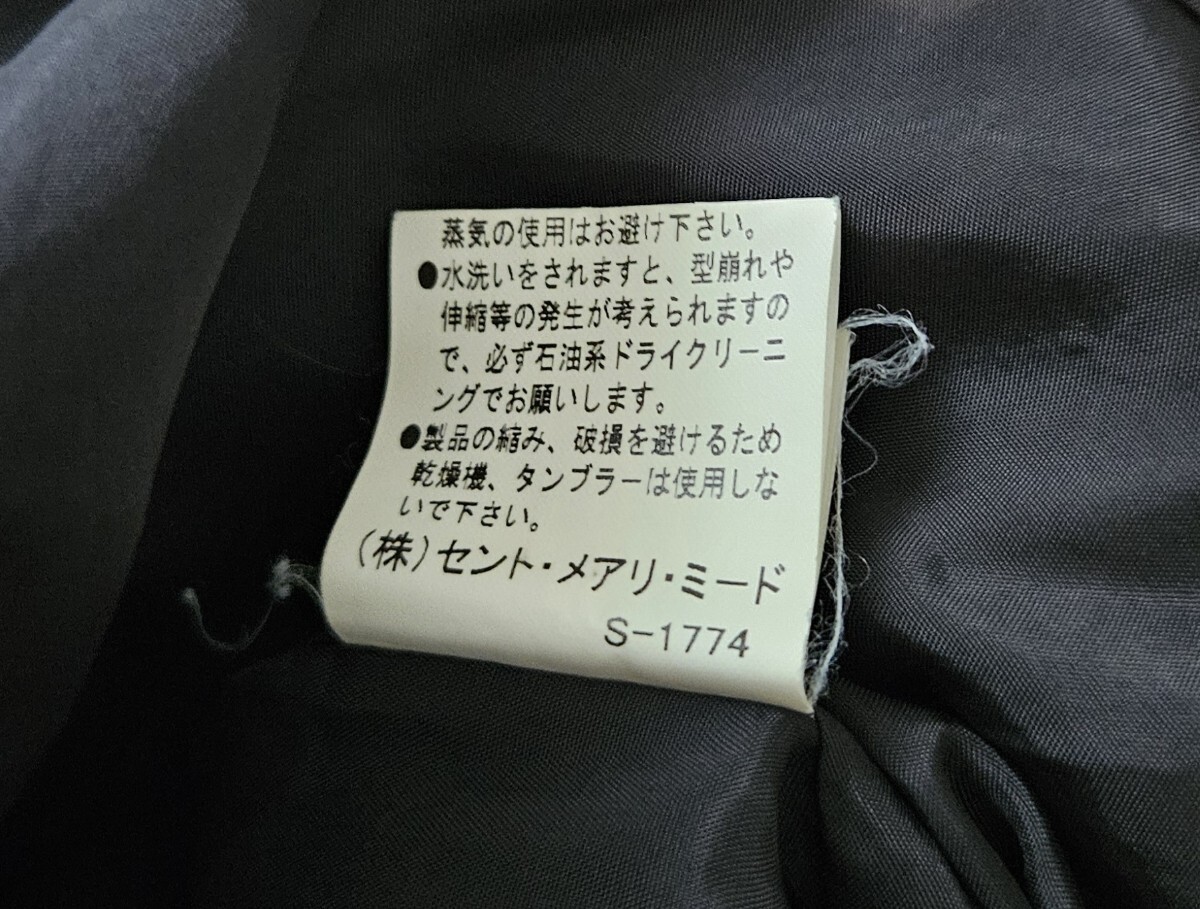 蒸気の使用はお避け下さい。
●水洗いをされますと、型崩れや
伸縮等の発生が考えられますの
で、必ず石油系ドライクリーニ
ングでお願いします。
●製品の縮み、破損を避けるため
乾燥機、タンブラーは使用しな
いで下さい。
(株)セント・メアリ・ミード
S-1774